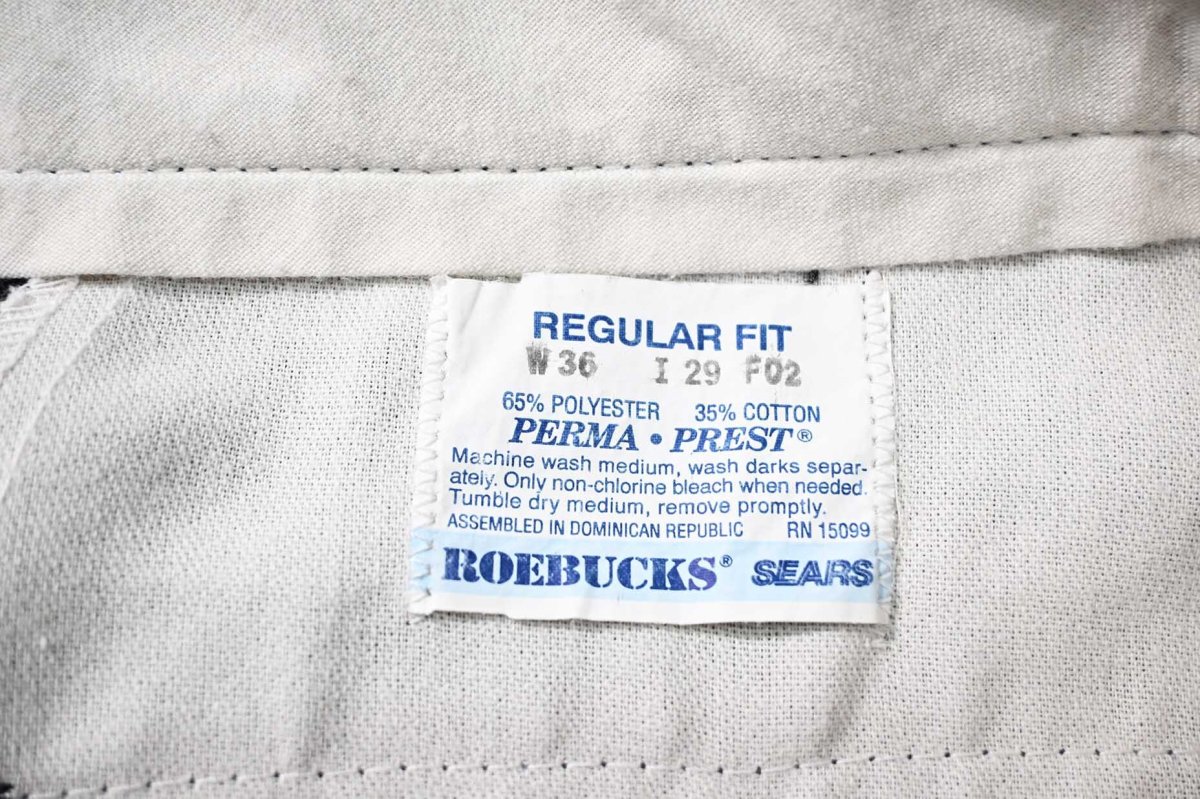 REGULAR FIT
W 36 I 29 F02
65% POLYESTER 35% COTTON
PERMA • PREST®
Machine wash medium, wash darks separ-
ately. Only non-chlorine bleach when needed.
Tumble dry medium, remove promptly.
ASSEMBLED IN DOMINICAN REPUBLIC RN 15099
ROEBUCKS® SEARS